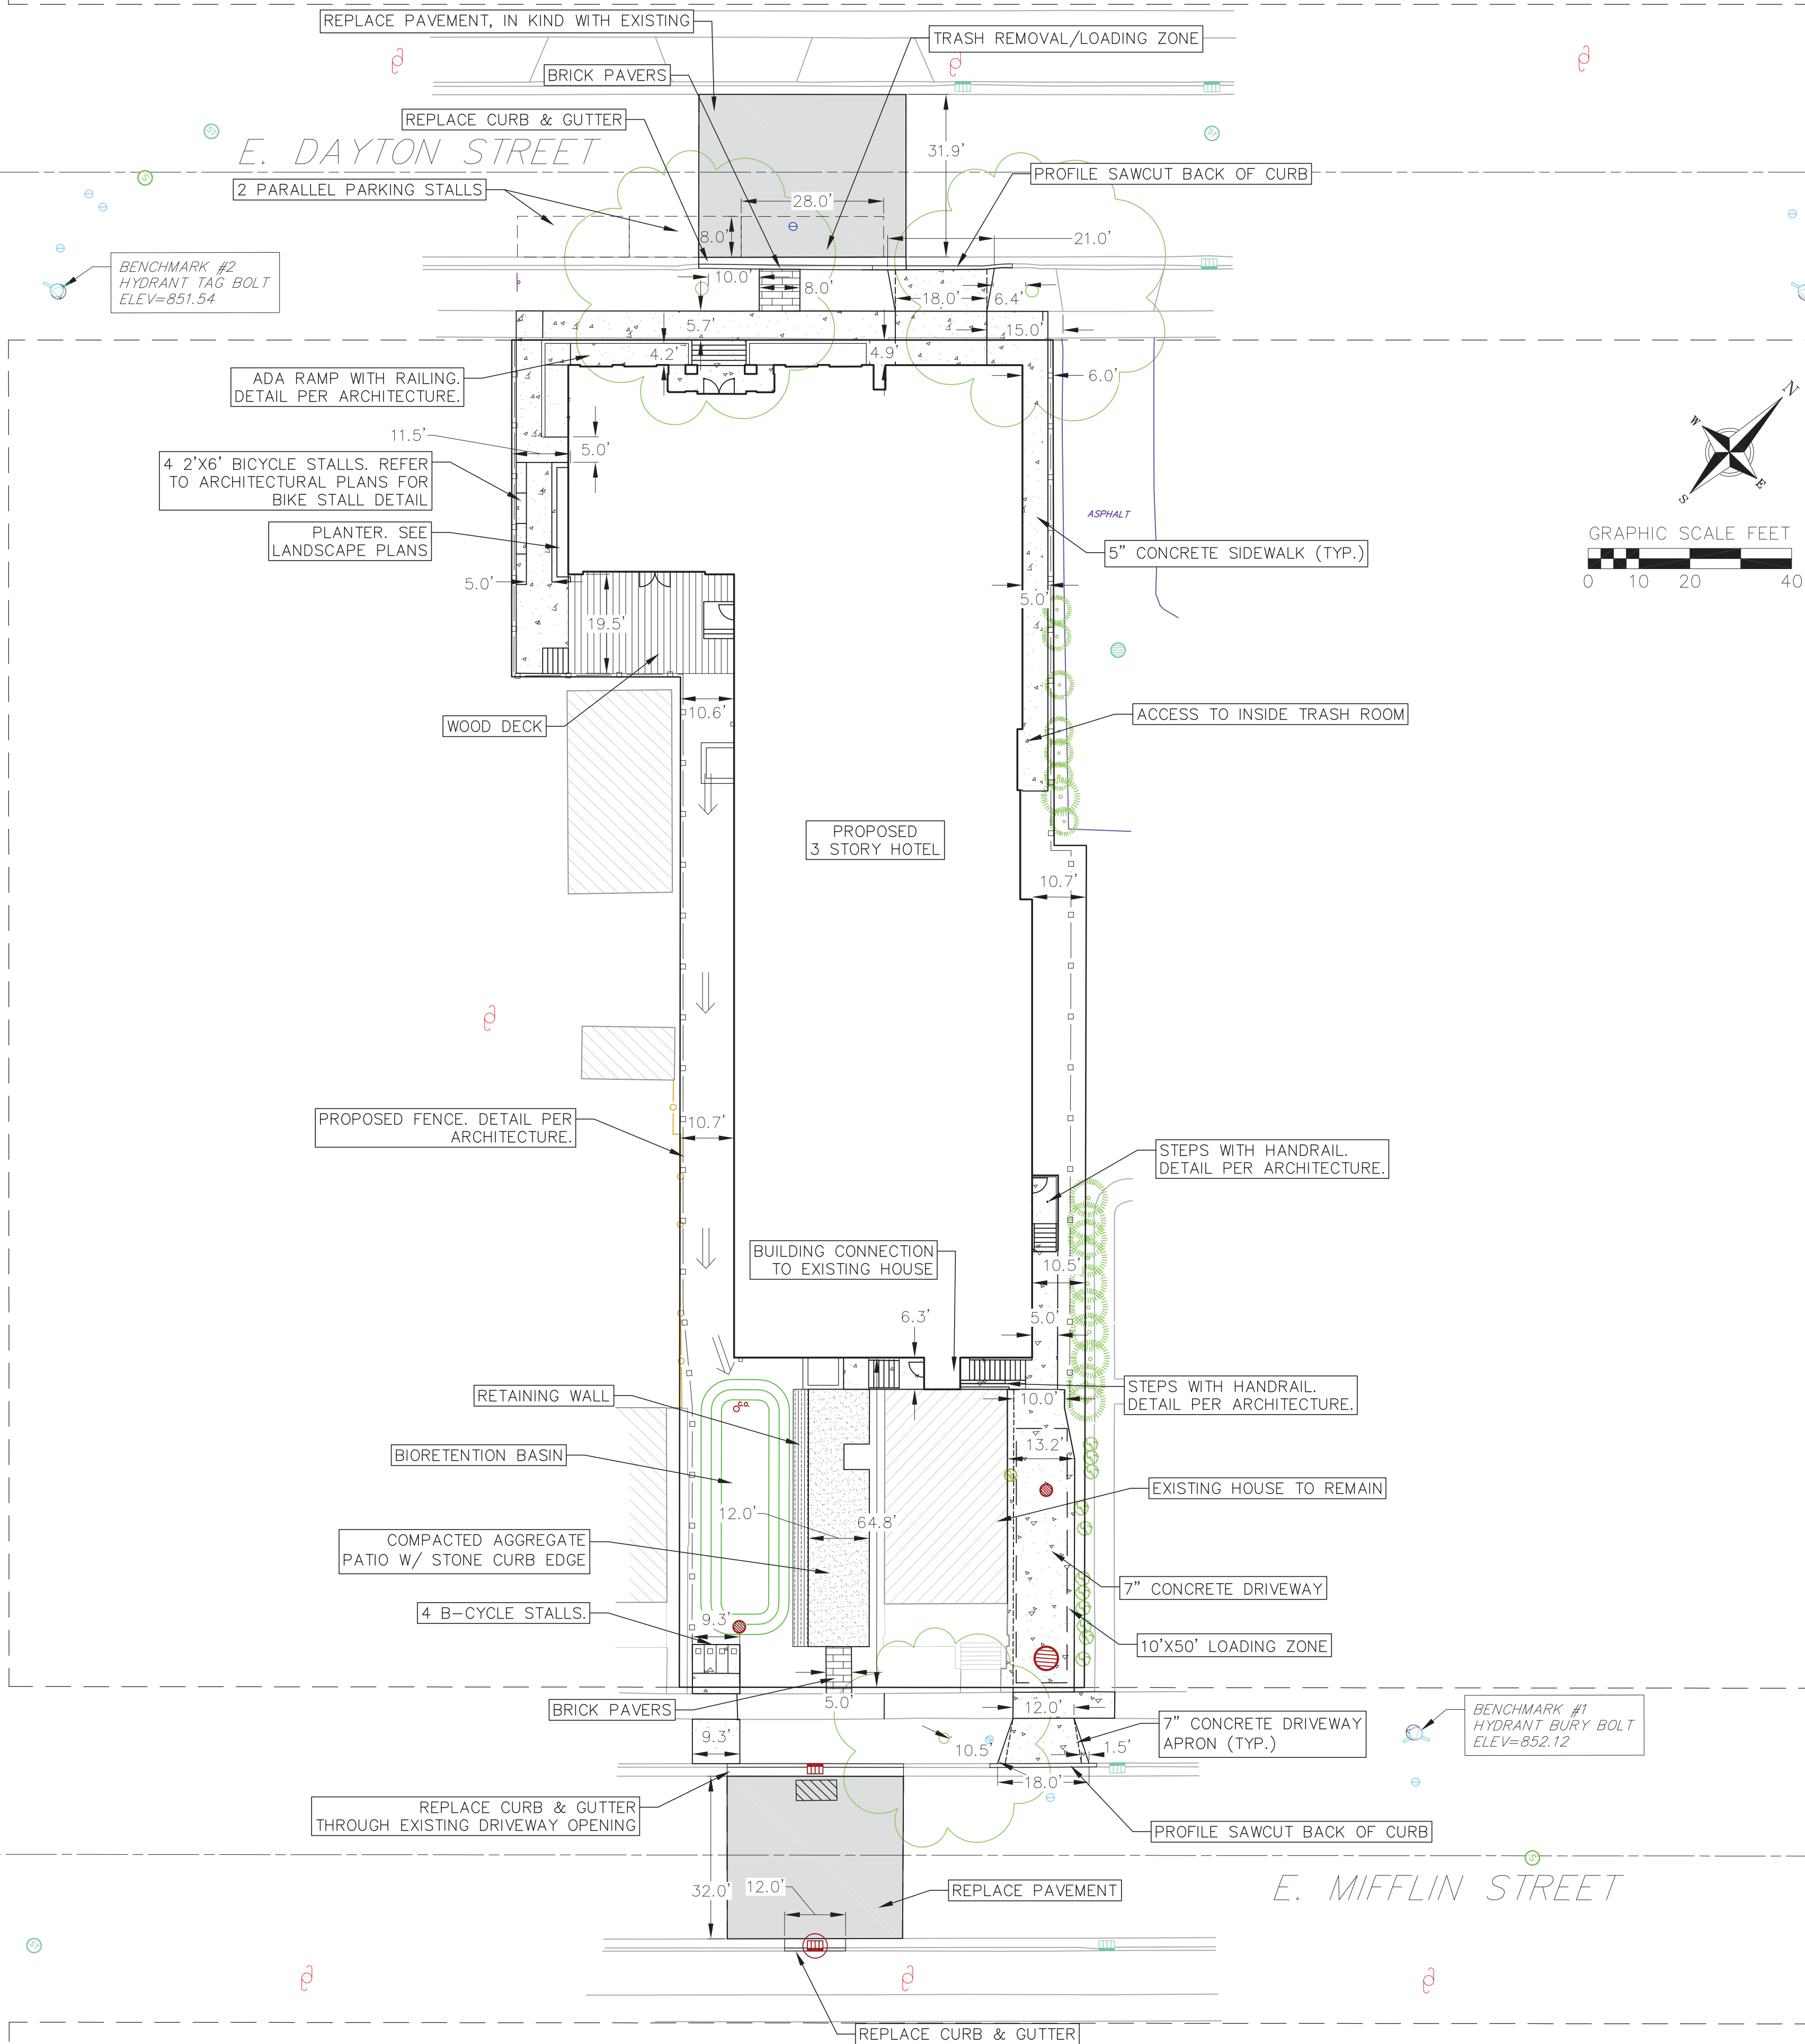 REPLACE PAVEMENT, IN KIND WITH EXISTING
TRASH REMOVAL/LOADING ZONE
BRICK PAVERS
REPLACE CURB & GUTTER
ST
ST
E. DAYTON STREET
31.9'
S
PROFILE SAWCUT BACK OF CURB
2 PARALLEL PARKING STALLS
28.0'
8.0'
21.0'
BENCHMARK #2
HYDRANT TAG BOLT
ELEV=851.54
10.0'
8.0'
18.0'
6.4'
5.7'
15.0'
4.2'
4.9'
ADA RAMP WITH RAILING.
DETAIL PER ARCHITECTURE.
6.0'
N
W
E
S
11.5'
5.0'
4 2'X6' BICYCLE STALLS. REFER
TO ARCHITECTURAL PLANS FOR
BIKE STALL DETAIL
ASPHALT
PLANTER. SEE
LANDSCAPE PLANS
GRAPHIC SCALE FEET
0 10 20 40
5" CONCRETE SIDEWALK (TYP.)
5.0'
5.0'
19.5'
WOOD DECK
10.6'
ACCESS TO INSIDE TRASH ROOM
PROPOSED
3 STORY HOTEL
10.7'
PROPOSED FENCE. DETAIL PER
ARCHITECTURE.
10.7'
STEPS WITH HANDRAIL.
DETAIL PER ARCHITECTURE.
BUILDING CONNECTION
TO EXISTING HOUSE
10.5'
6.3'
5.0'
RETAINING WALL
C.O.
10.0'
STEPS WITH HANDRAIL.
DETAIL PER ARCHITECTURE.
BIORETENTION BASIN
13.2'
EXISTING HOUSE TO REMAIN
12.0'
64.8'
COMPACTED AGGREGATE
PATIO W/ STONE CURB EDGE
7" CONCRETE DRIVEWAY
4 B-CYCLE STALLS.
9.3'
10'X50' LOADING ZONE
BRICK PAVERS
5.0'
12.0'
7" CONCRETE DRIVEWAY
APRON (TYP.)
BENCHMARK #1
HYDRANT BURY BOLT
ELEV=852.12
9.3'
10.5'
1.5'
18.0'
REPLACE CURB & GUTTER
THROUGH EXISTING DRIVEWAY OPENING
PROFILE SAWCUT BACK OF CURB
S
32.0'
12.0'
REPLACE PAVEMENT
E. MIFFLIN STREET
ST
REPLACE CURB & GUTTER